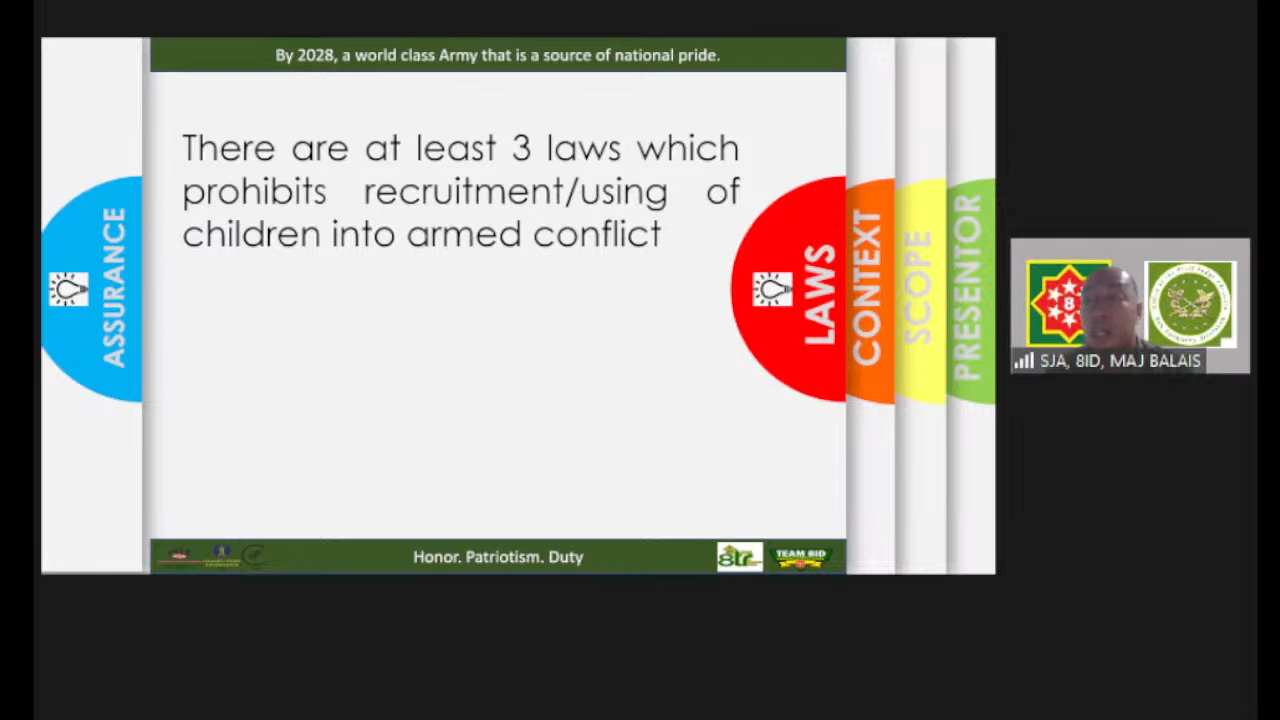 By 2028, a world class Army that is a source of national pride.
There are at least 3 laws which
prohibits recruitment/using of
children into armed conflict
ASSURANCE
LAWS
CONTEXT
SCOPE
PRESENTOR
8
SJA, 8ID, MAJ BALAIS
Honor. Patriotism. Duty
TEAM 8ID